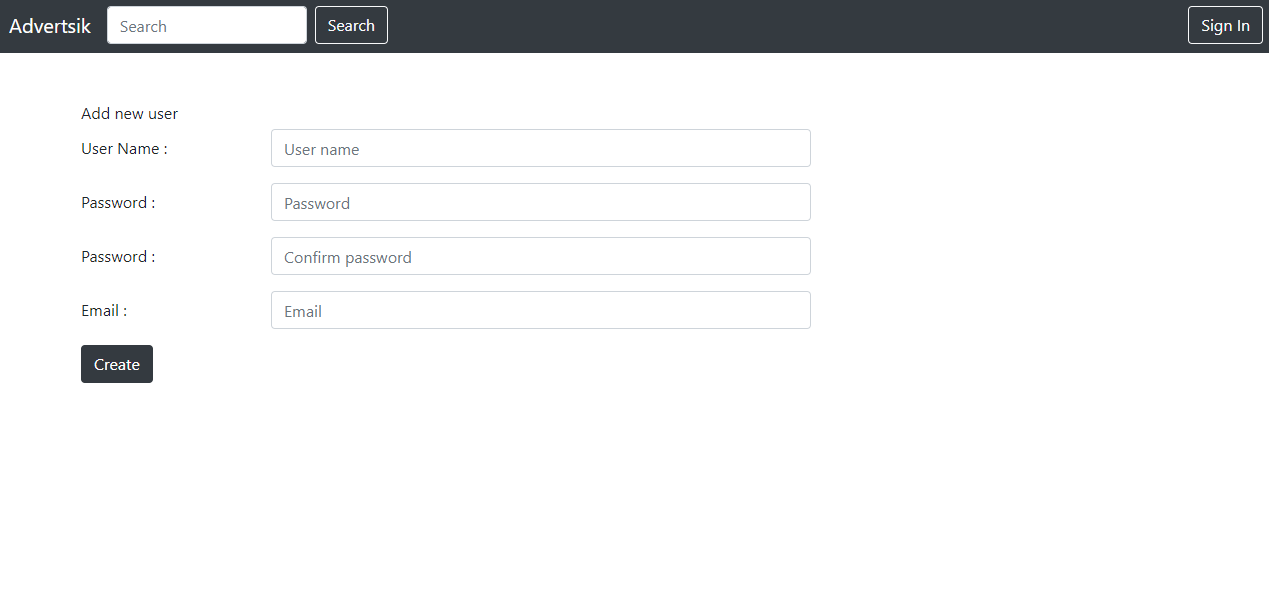 Advertsik Search Search Sign In
Add new user
User Name : User name
Password : Password
Password : Confirm password
Email : Email
Create